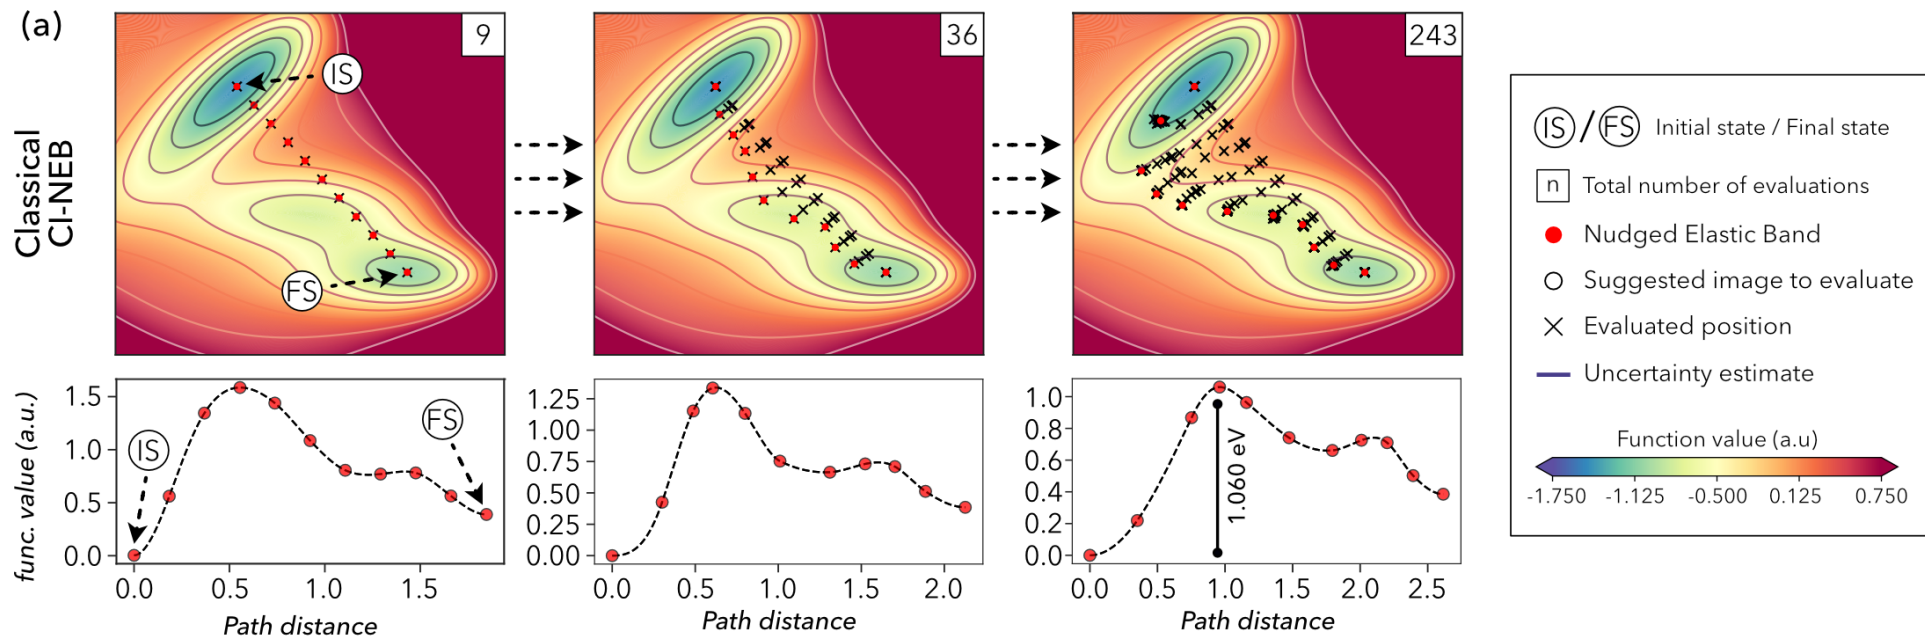 (a)
Classical
CI-NEB
9
IS
FS
36
243
func. value (a.u.)
1.5
1.0
0.5
0.0
IS
FS
0.0 0.5 1.0 1.5
Path distance
1.25
1.00
0.75
0.50
0.25
0.00
0.0 0.5 1.0 1.5 2.0
Path distance
1.0
0.8
0.6
0.4
0.2
0.0
1.060 eV
0.0 0.5 1.0 1.5 2.0 2.5
Path distance
IS / FS Initial state / Final state
n Total number of evaluations
Nudged Elastic Band
Suggested image to evaluate
Evaluated position
Uncertainty estimate
Function value (a.u)
-1.750 -1.125 -0.500 0.125 0.750